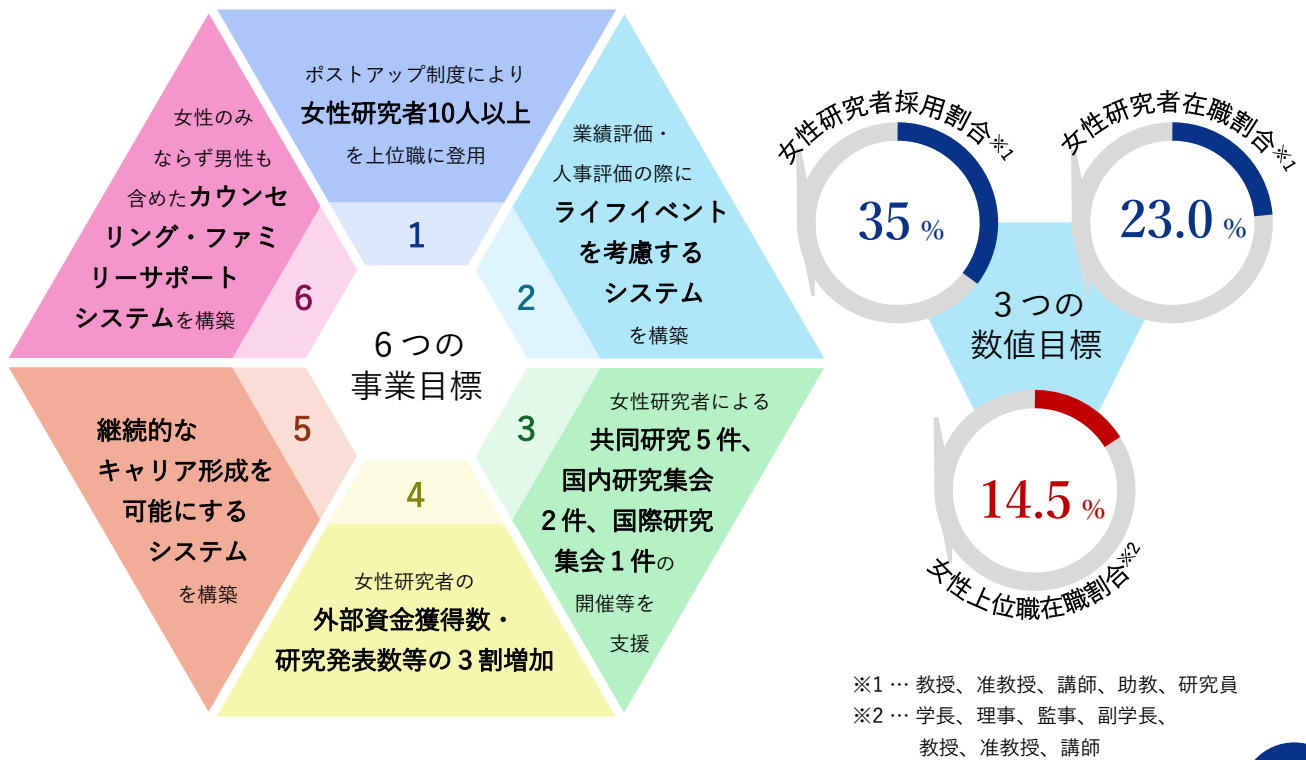 ポストアップ制度により
女性研究者10人以上
を上位職に登用
1
業績評価・
人事評価の際に
ライフイベント
を考慮する
システム
を構築
2
女性研究者による
共同研究５件、
国内研究集会
２件、国際研究
集会１件の
開催等を
支援
3
4
女性研究者の
外部資金獲得数・
研究発表数等の３割増加
継続的な
キャリア形成を
可能にする
システム
を構築
5
女性のみ
ならず男性も
含めたカウンセ
リング・ファミ
リーサポート
システムを構築
6
6つの
事業目標
女性研究者採用割合※1
35 %
女性研究者在職割合※1
23.0 %
3つの
数値目標
14.5 %
女性上位職在職割合※2
※1 … 教授、准教授、講師、助教、研究員
※2 … 学長、理事、監事、副学長、
教授、准教授、講師